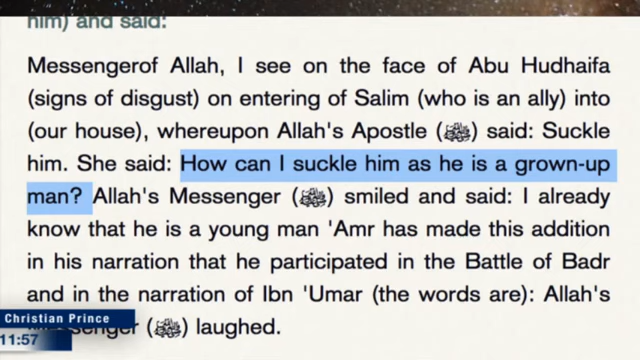 him) and said:
Messengerof Allah, I see on the face of Abu Hudhaifa
(signs of disgust) on entering of Salim (who is an ally) into
(our house), whereupon Allah's Apostle (ﷺ) said: Suckle
him. She said: How can I suckle him as he is a grown-up
man? Allah's Messenger (ﷺ) smiled and said: I already
know that he is a young man 'Amr has made this addition
in his narration that he participated in the Battle of Badr
and in the narration of Ibn 'Umar (the words are): Allah's
Messenger (ﷺ) laughed.
Christian Prince
11:57